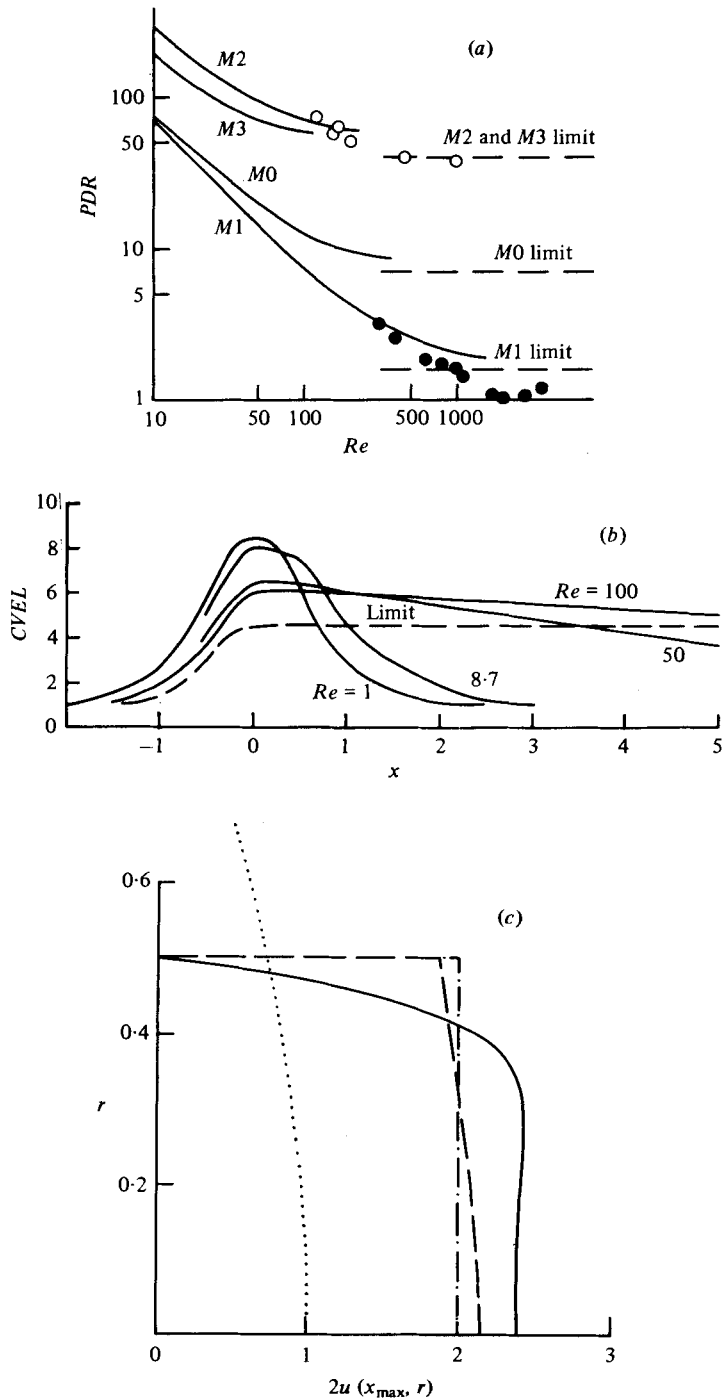 (a)
M2
100
M2 and M3 limit
M3
50
PDR
M0
M1
10
M0 limit
5
M1 limit
1
10
50
100
500
1000
Re
10
(b)
8
CVEL
6
Re = 100
Limit
4
50
2
8·7
Re = 1
0
−1
0
1
2
3
4
5
x
0·6
(c)
0·4
r
0·2
0
1
2
3
2u (xmax, r)